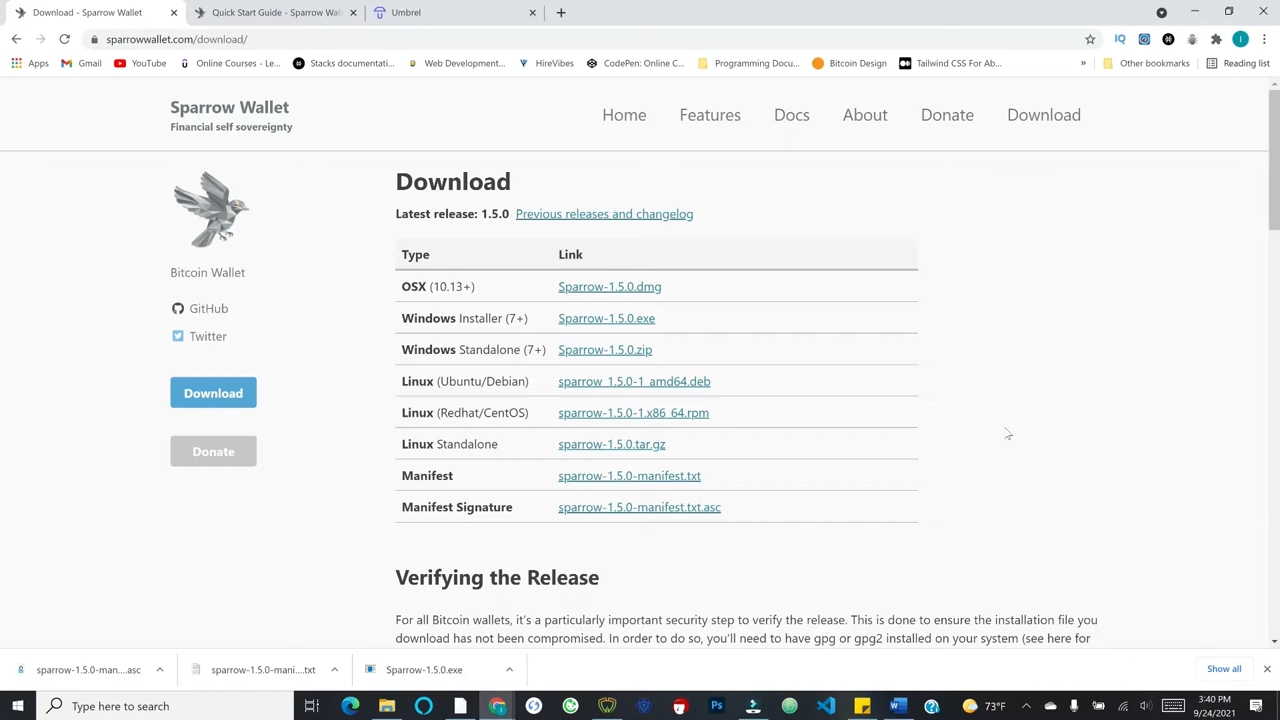 Download - Sparrow Wallet
Quick Start Guide - Sparrow Wall
Umbrel
sparrowwallet.com/download/
IQ
I
Apps
Gmail
YouTube
Online Courses - Le...
Stacks documentati...
Web Development...
HireVibes
CodePen: Online C...
Programming Docu...
Bitcoin Design
Tailwind CSS For Ab...
»
Other bookmarks
Reading list
Sparrow Wallet
Financial self sovereignty
Home
Features
Docs
About
Donate
Download
Bitcoin Wallet
GitHub
Twitter
Download
Donate
Download
Latest release: 1.5.0 Previous releases and changelog
Type Link
OSX (10.13+) Sparrow-1.5.0.dmg
Windows Installer (7+) Sparrow-1.5.0.exe
Windows Standalone (7+) Sparrow-1.5.0.zip
Linux (Ubuntu/Debian) sparrow_1.5.0-1_amd64.deb
Linux (Redhat/CentOS) sparrow-1.5.0-1.x86_64.rpm
Linux Standalone sparrow-1.5.0.tar.gz
Manifest sparrow-1.5.0-manifest.txt
Manifest Signature sparrow-1.5.0-manifest.txt.asc
Verifying the Release
For all Bitcoin wallets, it's a particularly important security step to verify the release. This is done to ensure the installation file you
download has not been compromised. In order to do so, you'll need to have gpg or gpg2 installed on your system (see here for
sparrow-1.5.0-man....asc
sparrow-1.5.0-mani....txt
Sparrow-1.5.0.exe
Show all
Type here to search
Ps
73°F
3:40 PM
9/24/2021